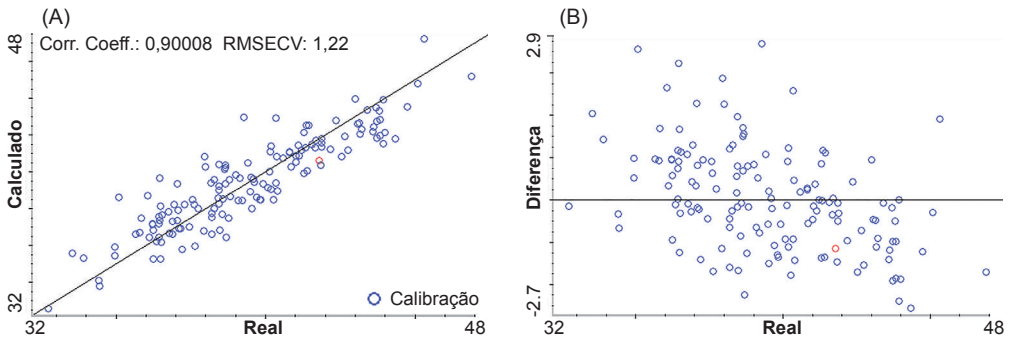 (A)
Corr. Coeff.: 0,90008 RMSECV: 1,22
48
Calculado
32
32
Real
48
Calibração
(B)
2.9
Diferença
-2.7
32
Real
48